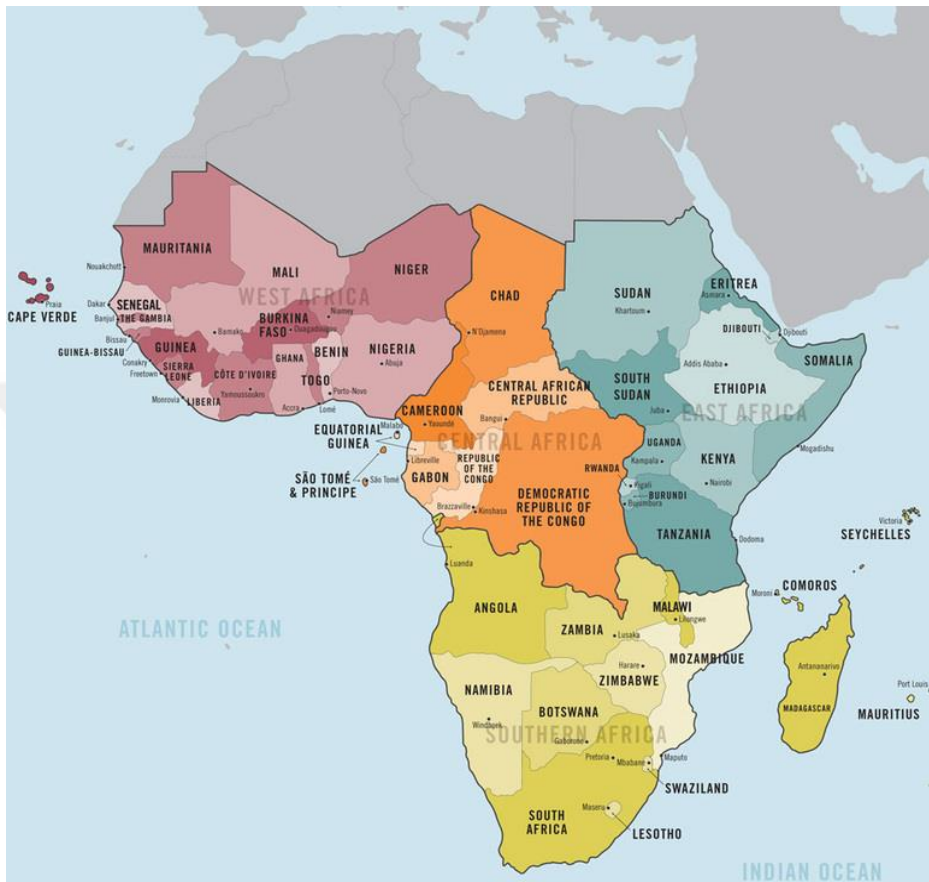 MAURITANIA
Nouakchott
MALI
NIGER
CHAD
SUDAN
ERITREA
Asmara
Khartoum
WEST AFRICA
CAPE VERDE
Praia
Dakar
SENEGAL
Banjul
THE GAMBIA
Bissau
GUINEA-BISSAU
Bamako
BURKINA
FASO
Ouagadougou
Niamey
N'Djamena
DJIBOUTI
Djibouti
GUINEA
Conakry
Freetown
SIERRA
LEONE
CÔTE D'IVOIRE
Yamoussoukro
GHANA
BENIN
TOGO
NIGERIA
Abuja
Monrovia
LIBERIA
Accra
Lomé
Porto-Novo
SOMALIA
Addis Ababa
ETHIOPIA
SOUTH
SUDAN
Juba
EAST AFRICA
CENTRAL AFRICAN
REPUBLIC
Bangui
CAMEROON
Yaoundé
CENTRAL AFRICA
Malabo
EQUATORIAL
GUINEA
Libreville
GABON
REPUBLIC
OF THE
CONGO
SÃO TOMÉ
& PRINCIPE
São Tomé
Brazzaville
Kinshasa
DEMOCRATIC
REPUBLIC OF
THE CONGO
UGANDA
Kampala
KENYA
Nairobi
Mogadishu
RWANDA
Kigali
BURUNDI
Bujumbura
TANZANIA
Dodoma
Victoria
SEYCHELLES
Luanda
ANGOLA
ZAMBIA
Lusaka
MALAWI
Lilongwe
Moroni
COMOROS
ATLANTIC OCEAN
MOZAMBIQUE
Harare
ZIMBABWE
Antananarivo
MADAGASCAR
Port Louis
MAURITIUS
NAMIBIA
Windhoek
BOTSWANA
Gaborone
SOUTHERN AFRICA
Pretoria
Mbabane
Maputo
SWAZILAND
SOUTH
AFRICA
Maseru
LESOTHO
INDIAN OCEAN